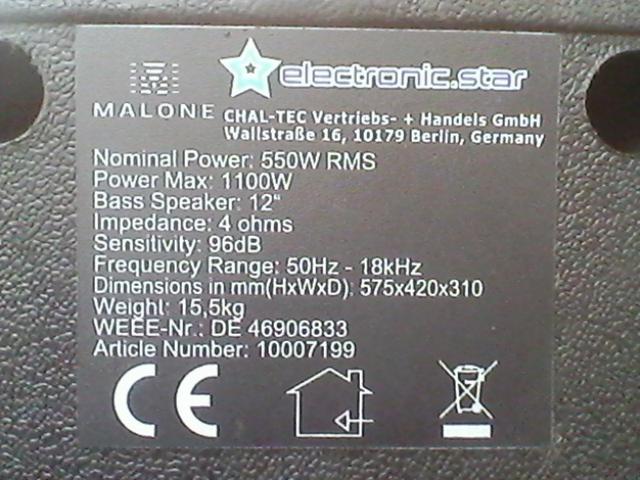 electronic.star
MALONE
CHAL-TEC Vertriebs- + Handels GmbH
Wallstraße 16, 10179 Berlin, Germany
Nominal Power: 550W RMS
Power Max: 1100W
Bass Speaker: 12“
Impedance: 4 ohms
Sensitivity: 96dB
Frequency Range: 50Hz - 18kHz
Dimensions in mm(HxWxD): 575x420x310
Weight: 15,5kg
WEEE-Nr.: DE 46906833
Article Number: 10007199
CE